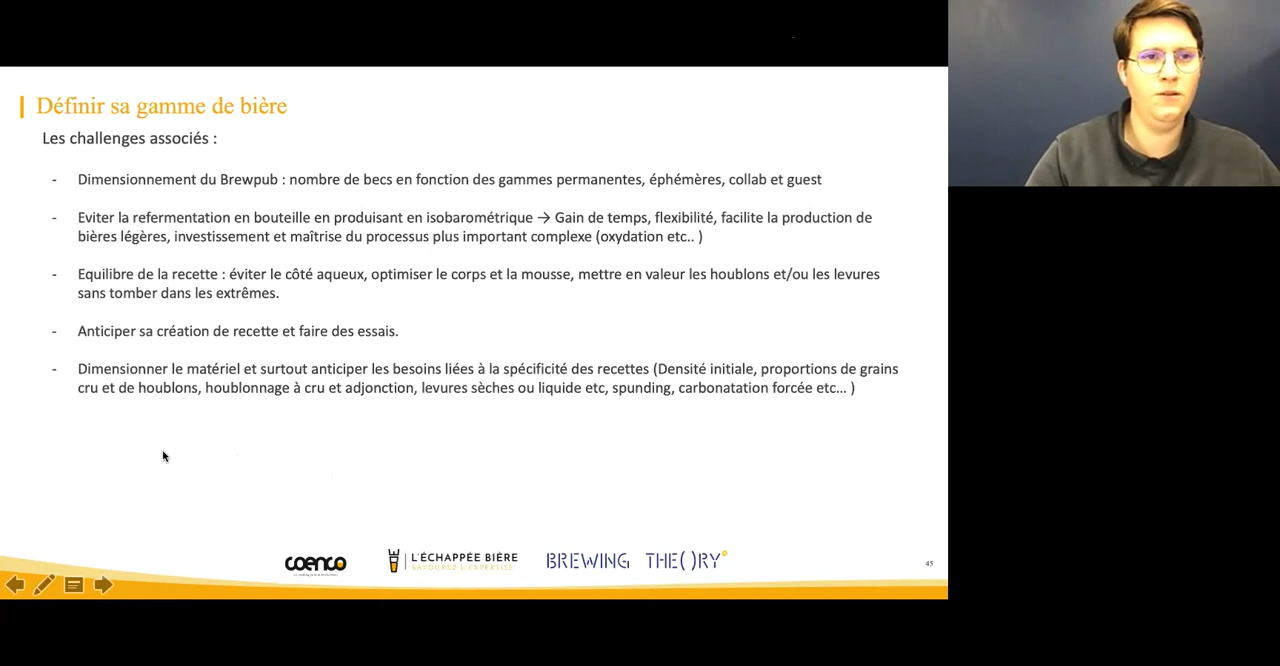 Définir sa gamme de bière
Les challenges associés :
- Dimensionnement du Brewpub : nombre de becs en fonction des gammes permanentes, éphémères, collab et guest
- Eviter la refermentation en bouteille en produisant en isobarométrique → Gain de temps, flexibilité, facilite la production de
bières légères, investissement et maîtrise du processus plus important complexe (oxydation etc.. )
- Equilibre de la recette : éviter le côté aqueux, optimiser le corps et la mousse, mettre en valeur les houblons et/ou les levures
sans tomber dans les extrêmes.
- Anticiper sa création de recette et faire des essais.
- Dimensionner le matériel et surtout anticiper les besoins liées à la spécificité des recettes (Densité initiale, proportions de grains
cru et de houblons, houblonnage à cru et adjonction, levures sèches ou liquide etc, spunding, carbonatation forcée etc... )
coenco
L'ÉCHAPPÉE BIÈRE
SAVOUREZ L'EXPERTISE
BREWING THE( )RY°
45